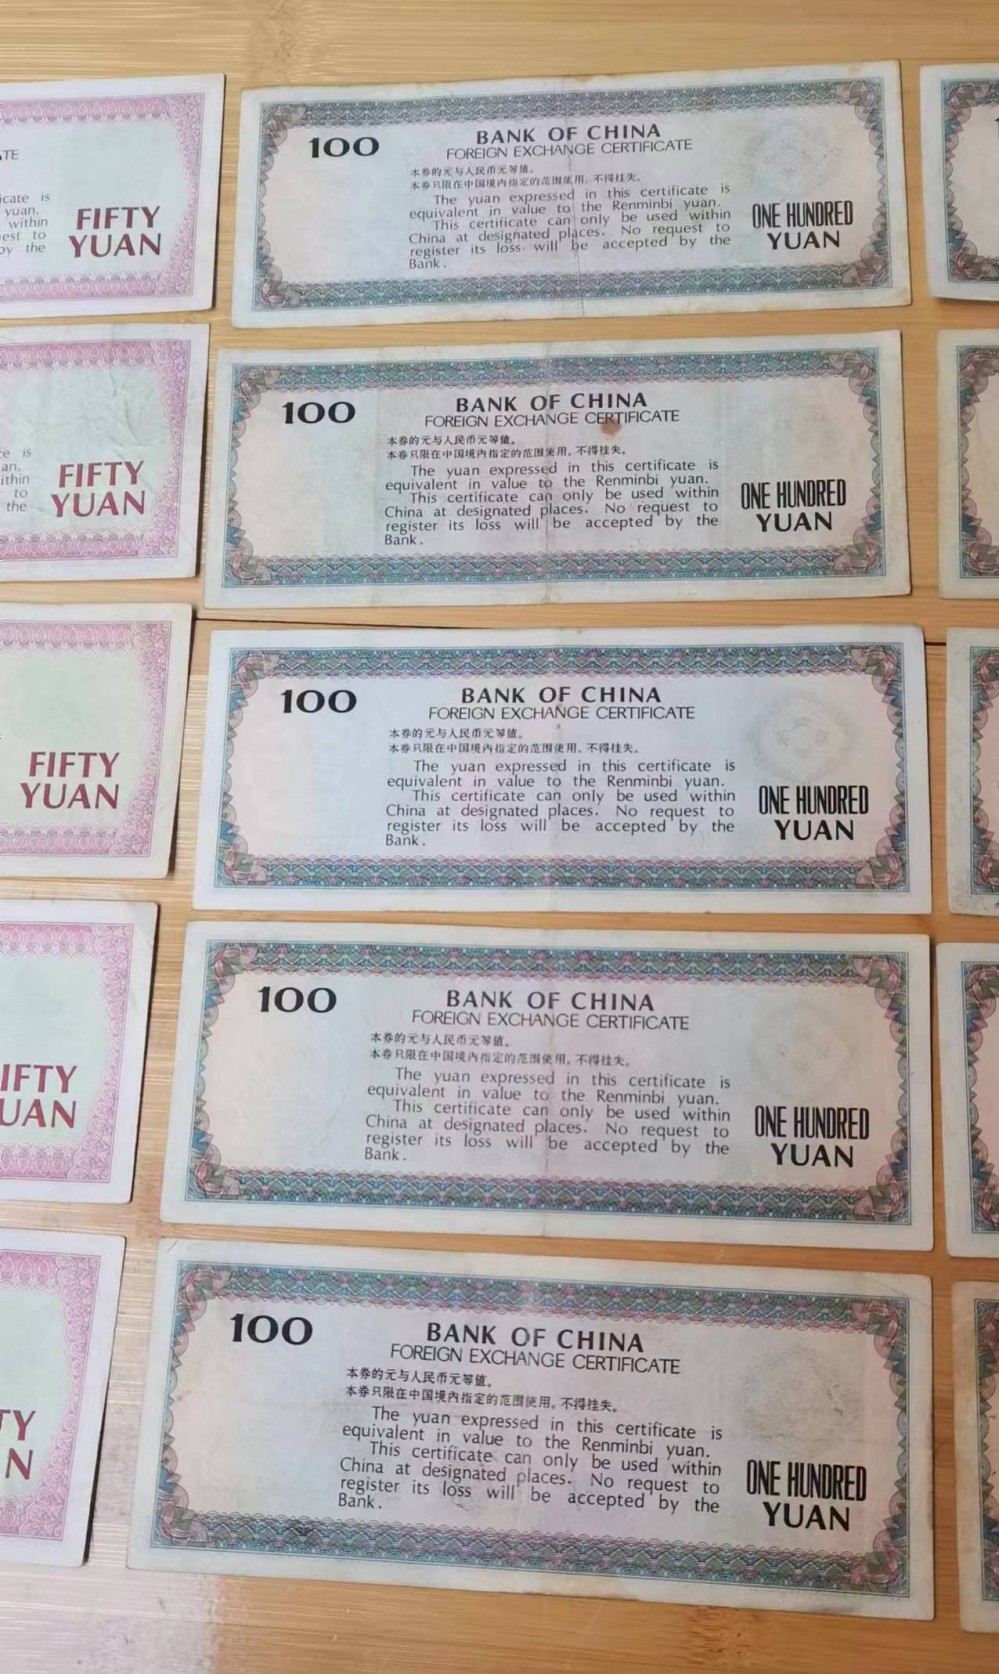 ATE
icate is
yuan.
within
est to
by the
FIFTY
YUAN
100
BANK OF CHINA
FOREIGN EXCHANGE CERTIFICATE
本券的元与人民币元等值。
本券只限在中国境内指定的范围使用,不得挂失。
The yuan expressed in this certificate is
equivalent in value to the Renminbi yuan.
This certificate can only be used within
China at designated places. No request to
register its loss will be accepted by the
Bank.
ONE HUNDRED
YUAN
ce is
an.
ithin
to
the
FIFTY
YUAN
100
BANK OF CHINA
FOREIGN EXCHANGE CERTIFICATE
本券的元与人民币元等值。
本券只限在中国境内指定的范围使用,不得挂失。
The yuan expressed in this certificate is
equivalent in value to the Renminbi yuan.
This certificate can only be used within
China at designated places. No request to
register its loss will be accepted by the
Bank.
ONE HUNDRED
YUAN
FIFTY
YUAN
100
BANK OF CHINA
FOREIGN EXCHANGE CERTIFICATE
本券的元与人民币元等值。
本券只限在中国境内指定的范围使用,不得挂失。
The yuan expressed in this certificate is
equivalent in value to the Renminbi yuan.
This certificate can only be used within
China at designated places. No request to
register its loss will be accepted by the
Bank.
ONE HUNDRED
YUAN
IFTY
UAN
100
BANK OF CHINA
FOREIGN EXCHANGE CERTIFICATE
本券的元与人民币元等值。
本券只限在中国境内指定的范围使用,不得挂失。
The yuan expressed in this certificate is
equivalent in value to the Renminbi yuan.
This certificate can only be used within
China at designated places. No request to
register its loss will be accepted by the
Bank.
ONE HUNDRED
YUAN
TY
N
100
BANK OF CHINA
FOREIGN EXCHANGE CERTIFICATE
本券的元与人民币元等值。
本券只限在中国境内指定的范围使用,不得挂失。
The yuan expressed in this certificate is
equivalent in value to the Renminbi yuan.
This certificate can only be used within
China at designated places. No request to
register its loss will be accepted by the
Bank.
ONE HUNDRED
YUAN